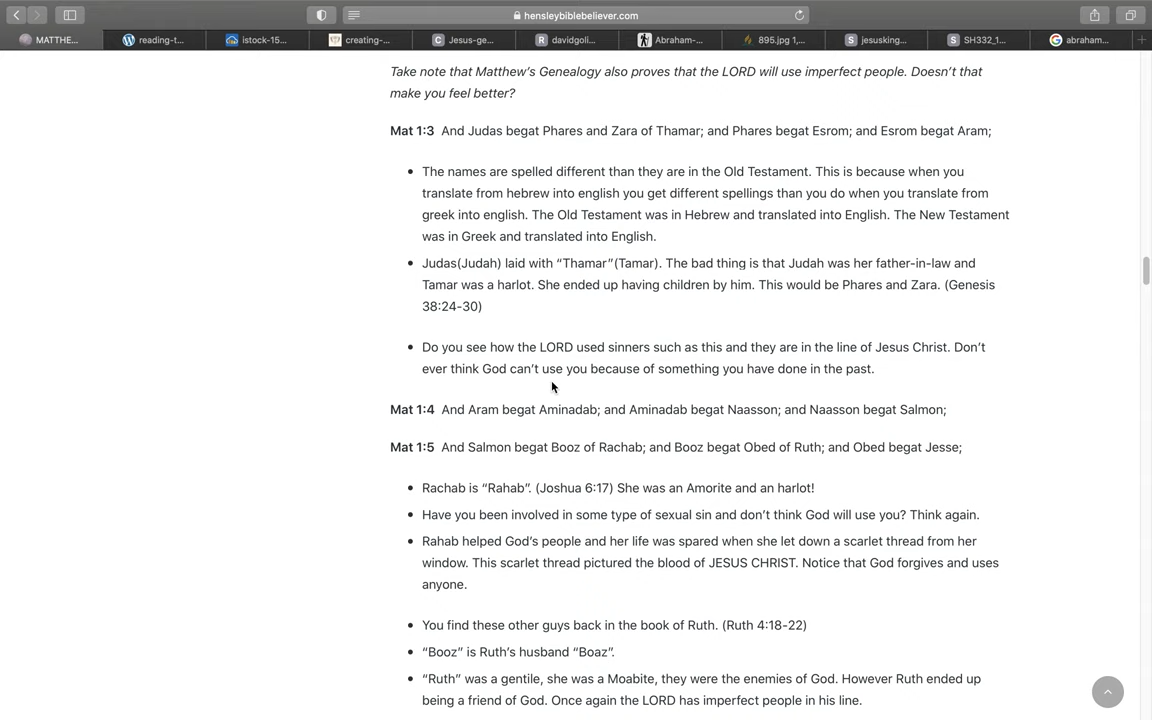 hensleybiblebeliever.com
MATTHE...
reading-t...
istock-15...
creating-...
Jesus-ge...
davidgoli...
Abraham-...
895.jpg 1,...
jesusking...
SH332_1...
abraham...
Take note that Matthew's Genealogy also proves that the LORD will use imperfect people. Doesn't that
make you feel better?
Mat 1:3 And Judas begat Phares and Zara of Thamar; and Phares begat Esrom; and Esrom begat Aram;
• The names are spelled different than they are in the Old Testament. This is because when you
translate from hebrew into english you get different spellings than you do when you translate from
greek into english. The Old Testament was in Hebrew and translated into English. The New Testament
was in Greek and translated into English.
• Judas(Judah) laid with “Thamar”(Tamar). The bad thing is that Judah was her father-in-law and
Tamar was a harlot. She ended up having children by him. This would be Phares and Zara. (Genesis
38:24-30)
• Do you see how the LORD used sinners such as this and they are in the line of Jesus Christ. Don't
ever think God can't use you because of something you have done in the past.
Mat 1:4 And Aram begat Aminadab; and Aminadab begat Naasson; and Naasson begat Salmon;
Mat 1:5 And Salmon begat Booz of Rachab; and Booz begat Obed of Ruth; and Obed begat Jesse;
• Rachab is “Rahab”. (Joshua 6:17) She was an Amorite and an harlot!
• Have you been involved in some type of sexual sin and don't think God will use you? Think again.
• Rahab helped God's people and her life was spared when she let down a scarlet thread from her
window. This scarlet thread pictured the blood of JESUS CHRIST. Notice that God forgives and uses
anyone.
• You find these other guys back in the book of Ruth. (Ruth 4:18-22)
• “Booz” is Ruth's husband “Boaz”.
• “Ruth” was a gentile, she was a Moabite, they were the enemies of God. However Ruth ended up
being a friend of God. Once again the LORD has imperfect people in his line.